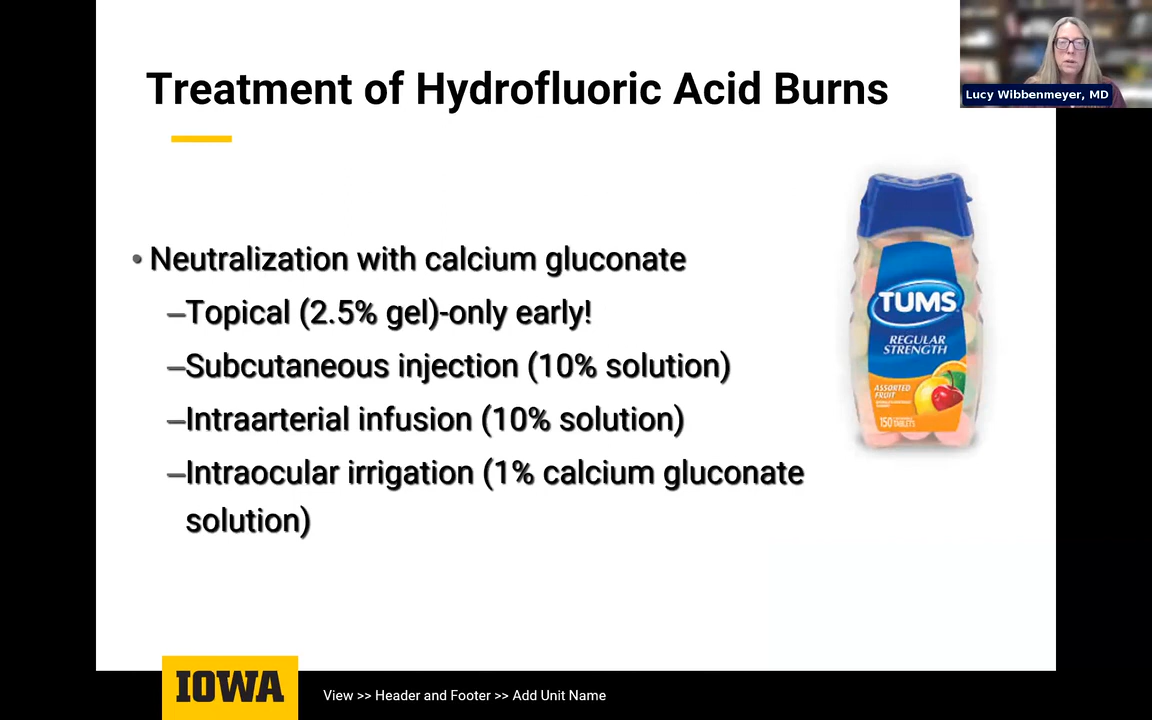 Treatment of Hydrofluoric Acid Burns
Lucy Wibbenmeyer, MD
• Neutralization with calcium gluconate
–Topical (2.5% gel)-only early!
–Subcutaneous injection (10% solution)
–Intraarterial infusion (10% solution)
–Intraocular irrigation (1% calcium gluconate
solution)
TUMS
REGULAR
STRENGTH
ASSORTED
FRUIT
150
TABLETS
IOWA
View >> Header and Footer >> Add Unit Name